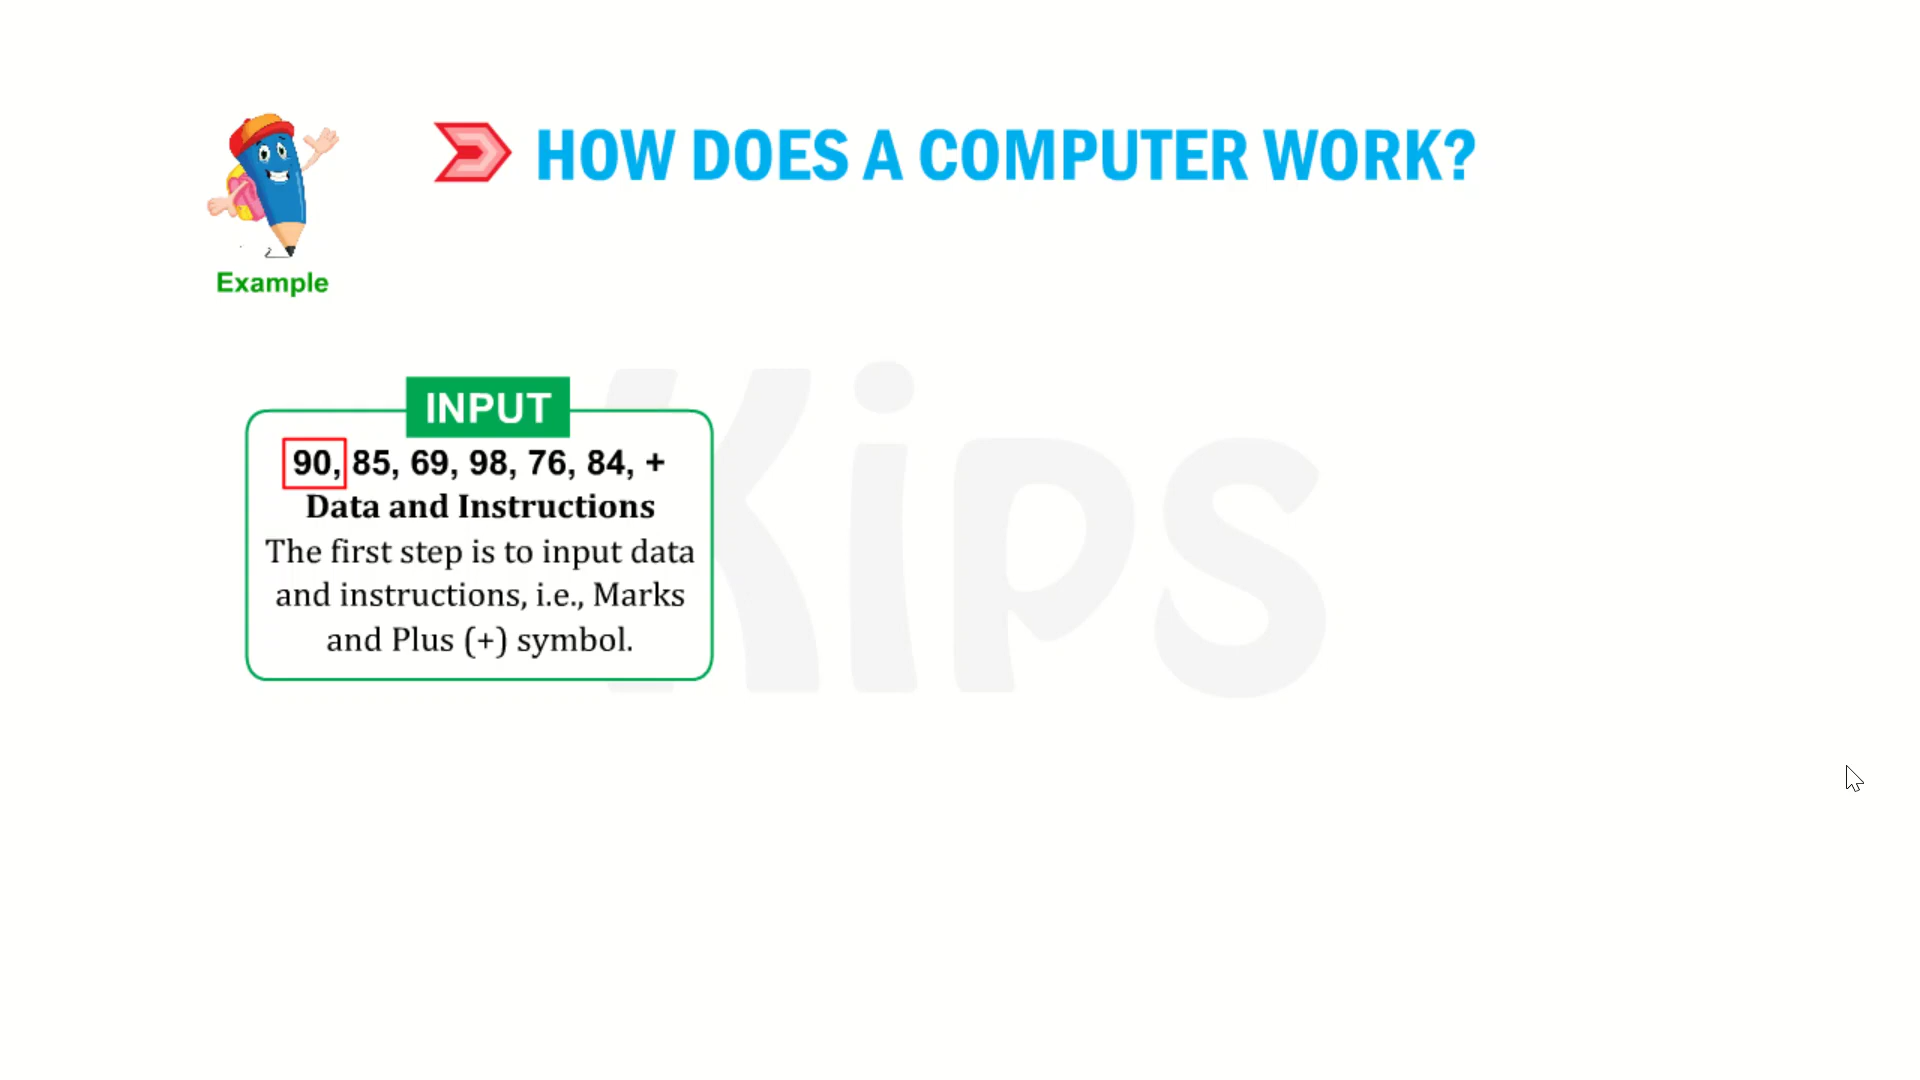 HOW DOES A COMPUTER WORK?
Example
INPUT
90, 85, 69, 98, 76, 84, +
Data and Instructions
The first step is to input data
and instructions, i.e., Marks
and Plus (+) symbol.
Kips